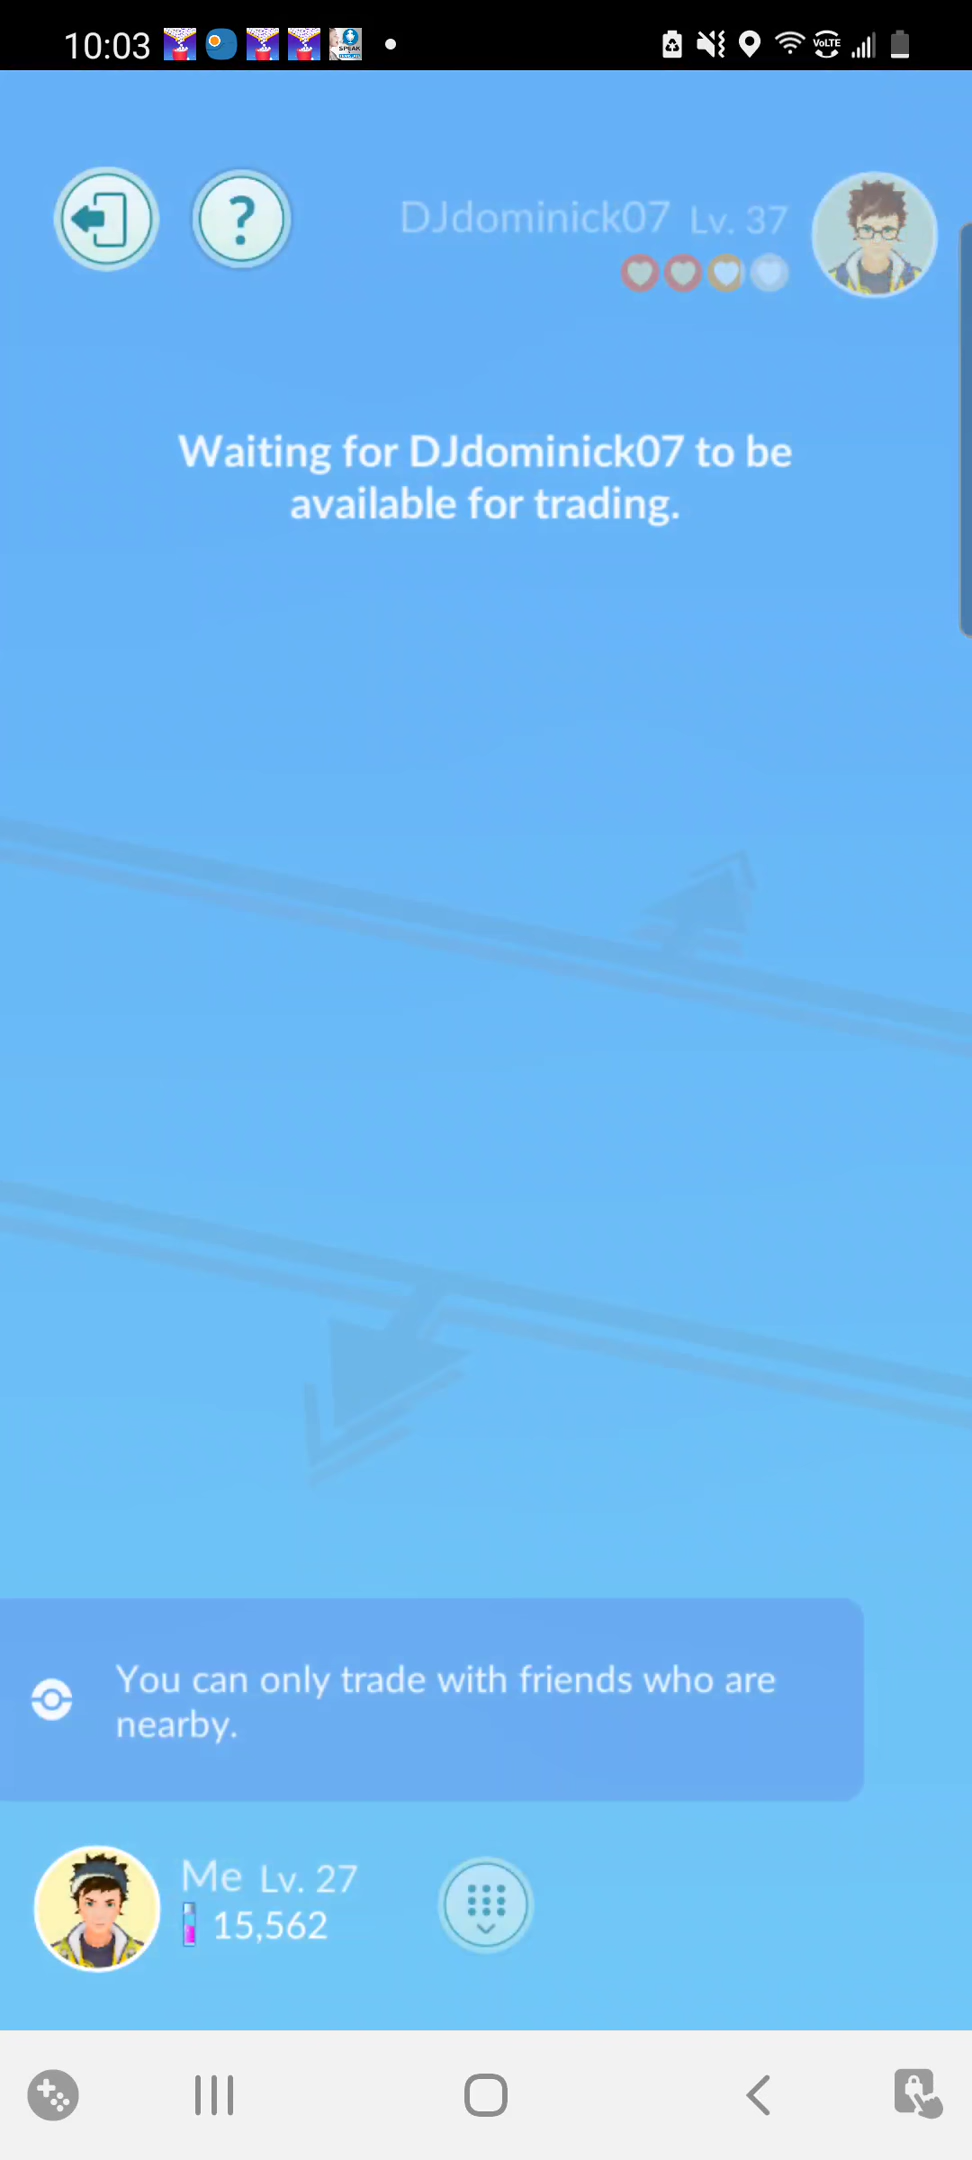 10:03
VoLTE
?
DJdominick07 Lv. 37
Waiting for DJdominick07 to be
available for trading.
You can only trade with friends who are
nearby.
Me Lv. 27
15,562